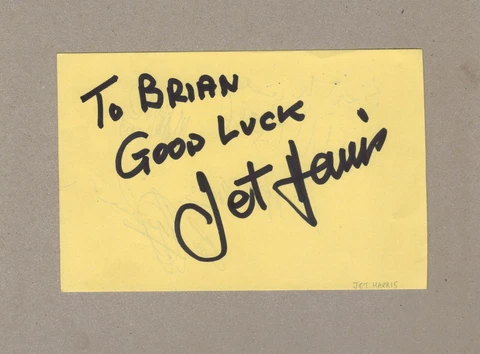 To BRIAN
GOOD LUCK
Jet Harris
JET HARRIS